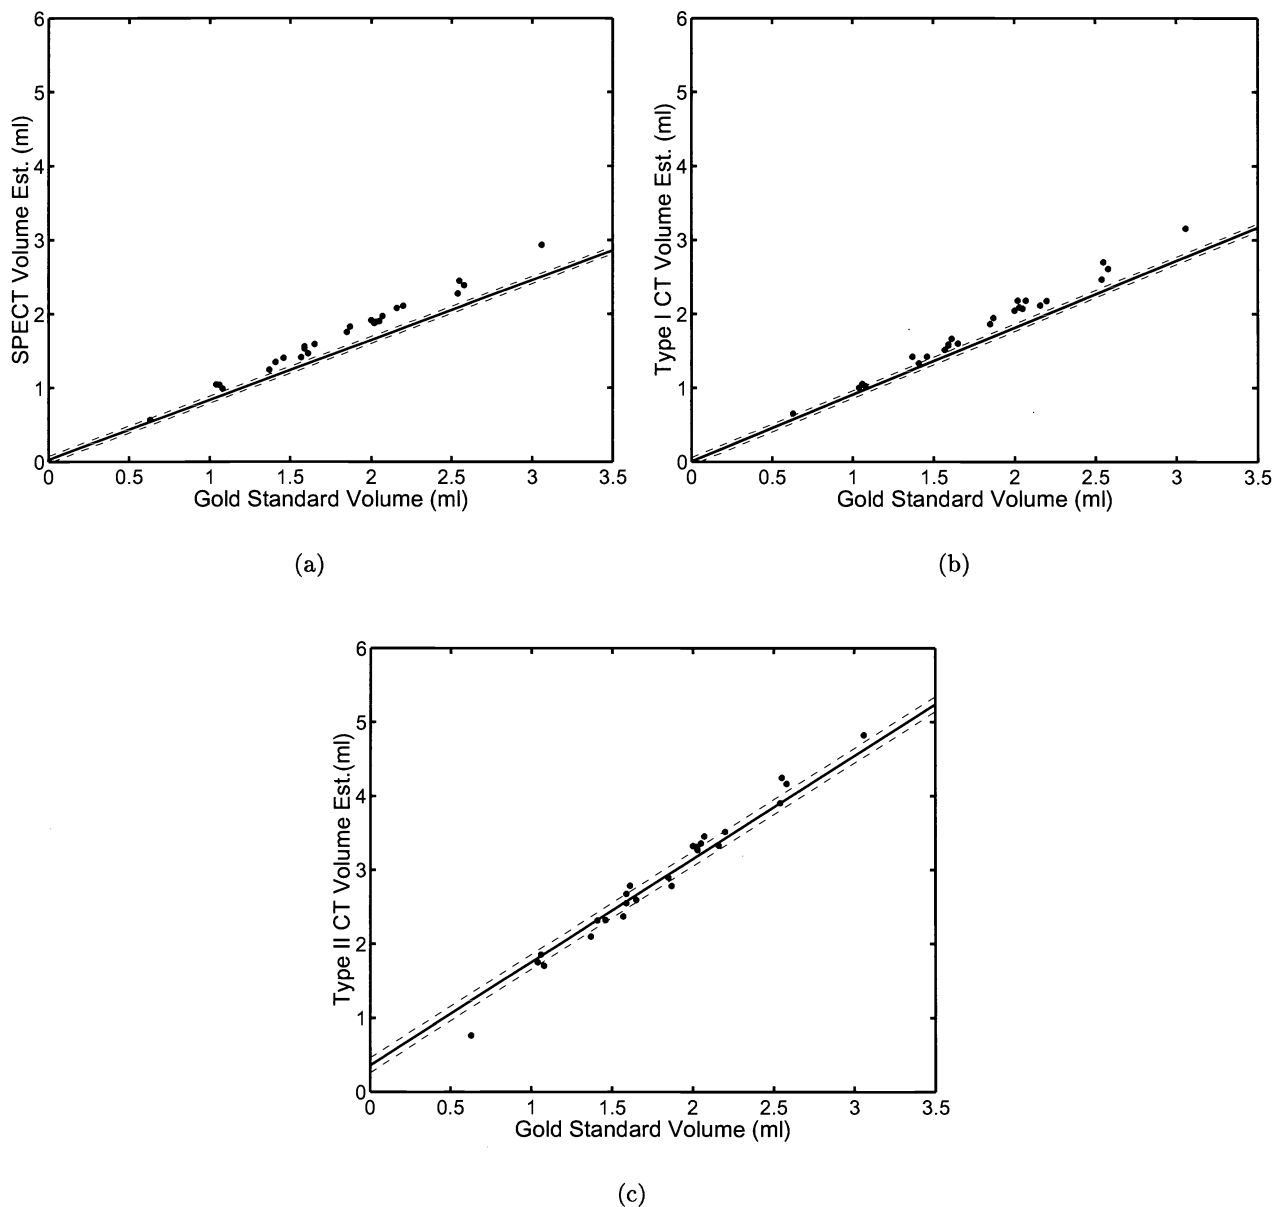 6
5
4
3
2
1
0
SPECT Volume Est. (ml)
0 0.5 1 1.5 2 2.5 3 3.5
Gold Standard Volume (ml)
(a)
6
5
4
3
2
1
0
Type I CT Volume Est. (ml)
0 0.5 1 1.5 2 2.5 3 3.5
Gold Standard Volume (ml)
(b)
6
5
4
3
2
1
0
Type II CT Volume Est.(ml)
0 0.5 1 1.5 2 2.5 3 3.5
Gold Standard Volume (ml)
(c)